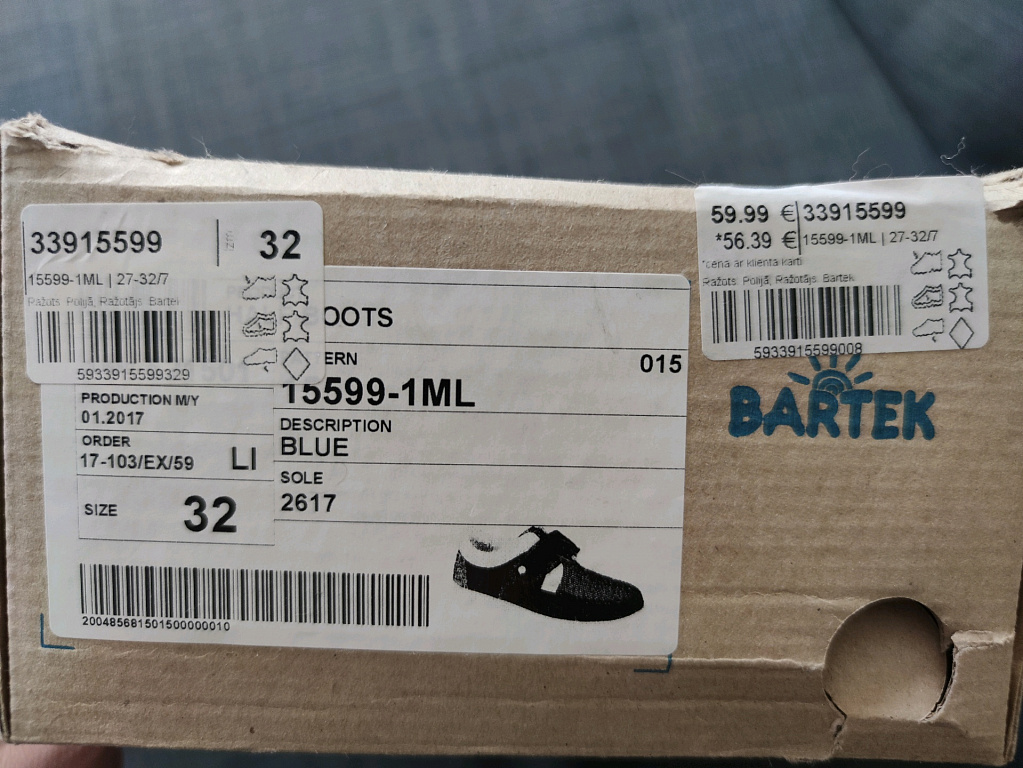 33915599
izm
32
15599-1ML | 27-32/7
Ražots: Polijā, Ražotājs: Bartek
5933915599329
59.99 €
*56.39 €
33915599
15599-1ML | 27-32/7
*cena ar klienta karti
Ražots: Polijā, Ražotājs: Bartek
5933915599008
OOTS
ERN
015
15599-1ML
PRODUCTION M/Y
01.2017
ORDER
17-103/EX/59
LI
SIZE
32
DESCRIPTION
BLUE
SOLE
2617
200485681501500000010
BARTEK